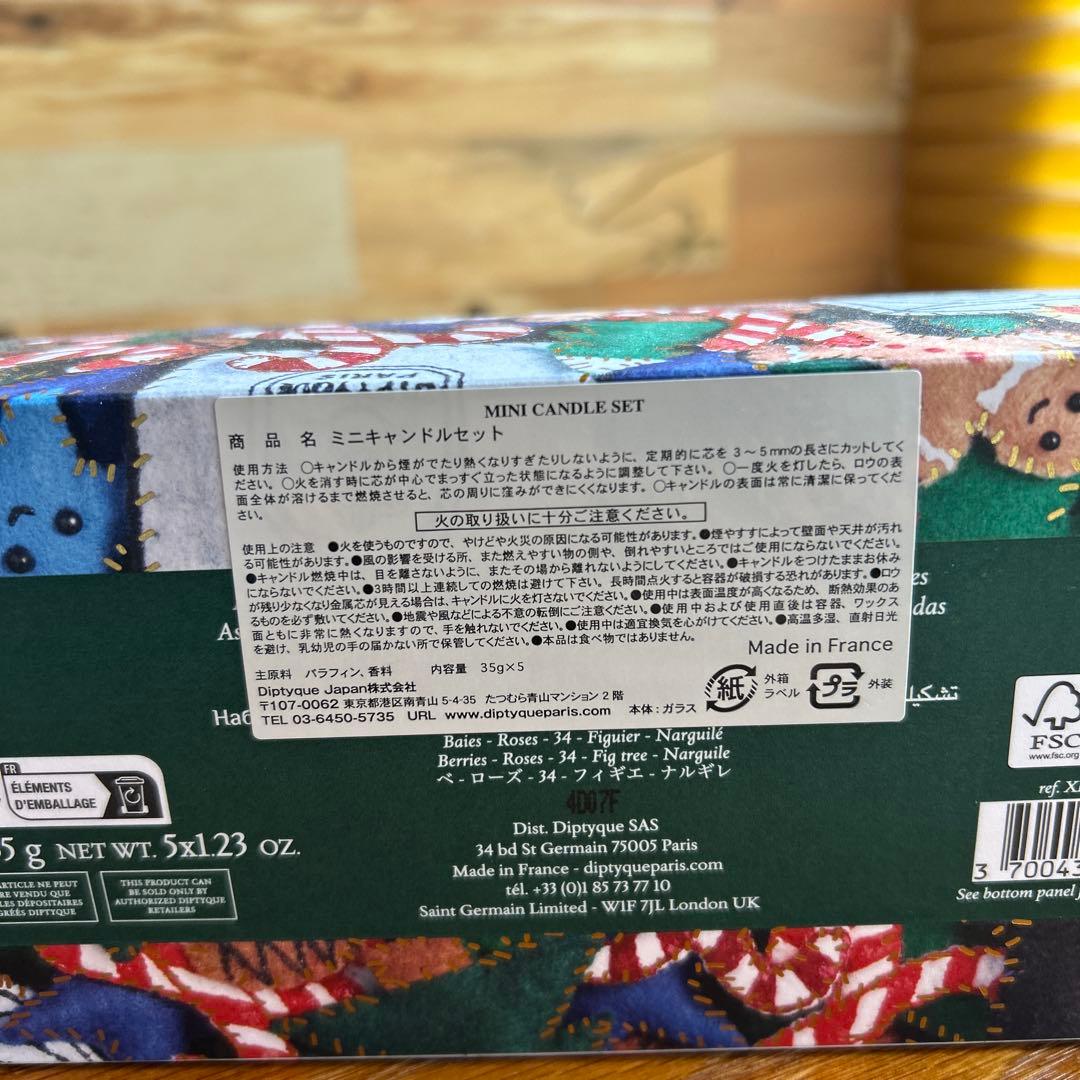 DIPTYQUE
PARIS
MINI CANDLE SET
商 品 名 ミニキャンドルセット
使用方法 ○キャンドルから煙がでたり熱くなりすぎたりしないように、定期的に芯を 3～5mmの長さにカットしてく
ださい。○火を消す時に芯が中心でまっすぐ立った状態になるように調整して下さい。○一度火を灯したら、ロウの表
面全体が溶けるまで燃焼させると、芯の周りに窪みができにくくなります。○キャンドルの表面は常に清潔に保ってくだ
さい。
火の取り扱いに十分ご注意ください。
使用上の注意 ●火を使うものですので、やけどや火災の原因になる可能性があります。●煙やすすによって壁面や天井が汚れ
る可能性があります。●風の影響を受ける所、また燃えやすい物の側や、倒れやすいところではご使用にならないでください。
●キャンドル燃焼中は、目を離さないように、またその場から離れないようにしてください。●キャンドルをつけたままお休み
にならないでください。●3時間以上連続しての燃焼は避けて下さい。長時間点火すると容器が破損する恐れがあります。●ロウ
が残り少なくなり金属芯が見える場合は、キャンドルに火を灯さないでください。●使用中は表面温度が高くなるため、断熱効果のあ
るものを必ず敷いてください。●地震や風などによる不意の転倒にご注意ください。●使用中および使用直後は容器、ワックス
面ともに非常に熱くなりますので、手を触れないでください。●使用中は適宜換気を心がけてください。●高温多湿、直射日光
を避け、乳幼児の手の届かない所で保管してください。●本品は食べ物ではありません。
Made in France
主原料 パラフィン、香料 内容量 35g×5
Diptyque Japan株式会社
〒107-0062 東京都港区南青山 5-4-35 たつむら青山マンション 2 階
TEL 03-6450-5735 URL www.diptyqueparis.com 本体：ガラス
紙 外箱
ラベル
プラ 外装
Baies - Roses - 34 - Figuier - Narguilé
Berries - Roses - 34 - Fig tree - Narguile
ベ - ローズ - 34 - フィギエ - ナルギレ
4D07F
Dist. Diptyque SAS
34 bd St Germain 75005 Paris
Made in France - diptyqueparis.com
tél. +33 (0)1 85 73 77 10
Saint Germain Limited - W1F 7JL London UK
FR
ÉLÉMENTS
D'EMBALLAGE
5 g NET WT. 5x1.23 OZ.
ARTICLE NE PEUT
RE VENDU QUE
LES DÉPOSITAIRES
GRÉÉS DIPTYQUE
THIS PRODUCT CAN
BE SOLD ONLY BY
AUTHORIZED DIPTYQUE
RETAILERS
FSC
www.fsc.org
ref.
3 70043
See bottom panel